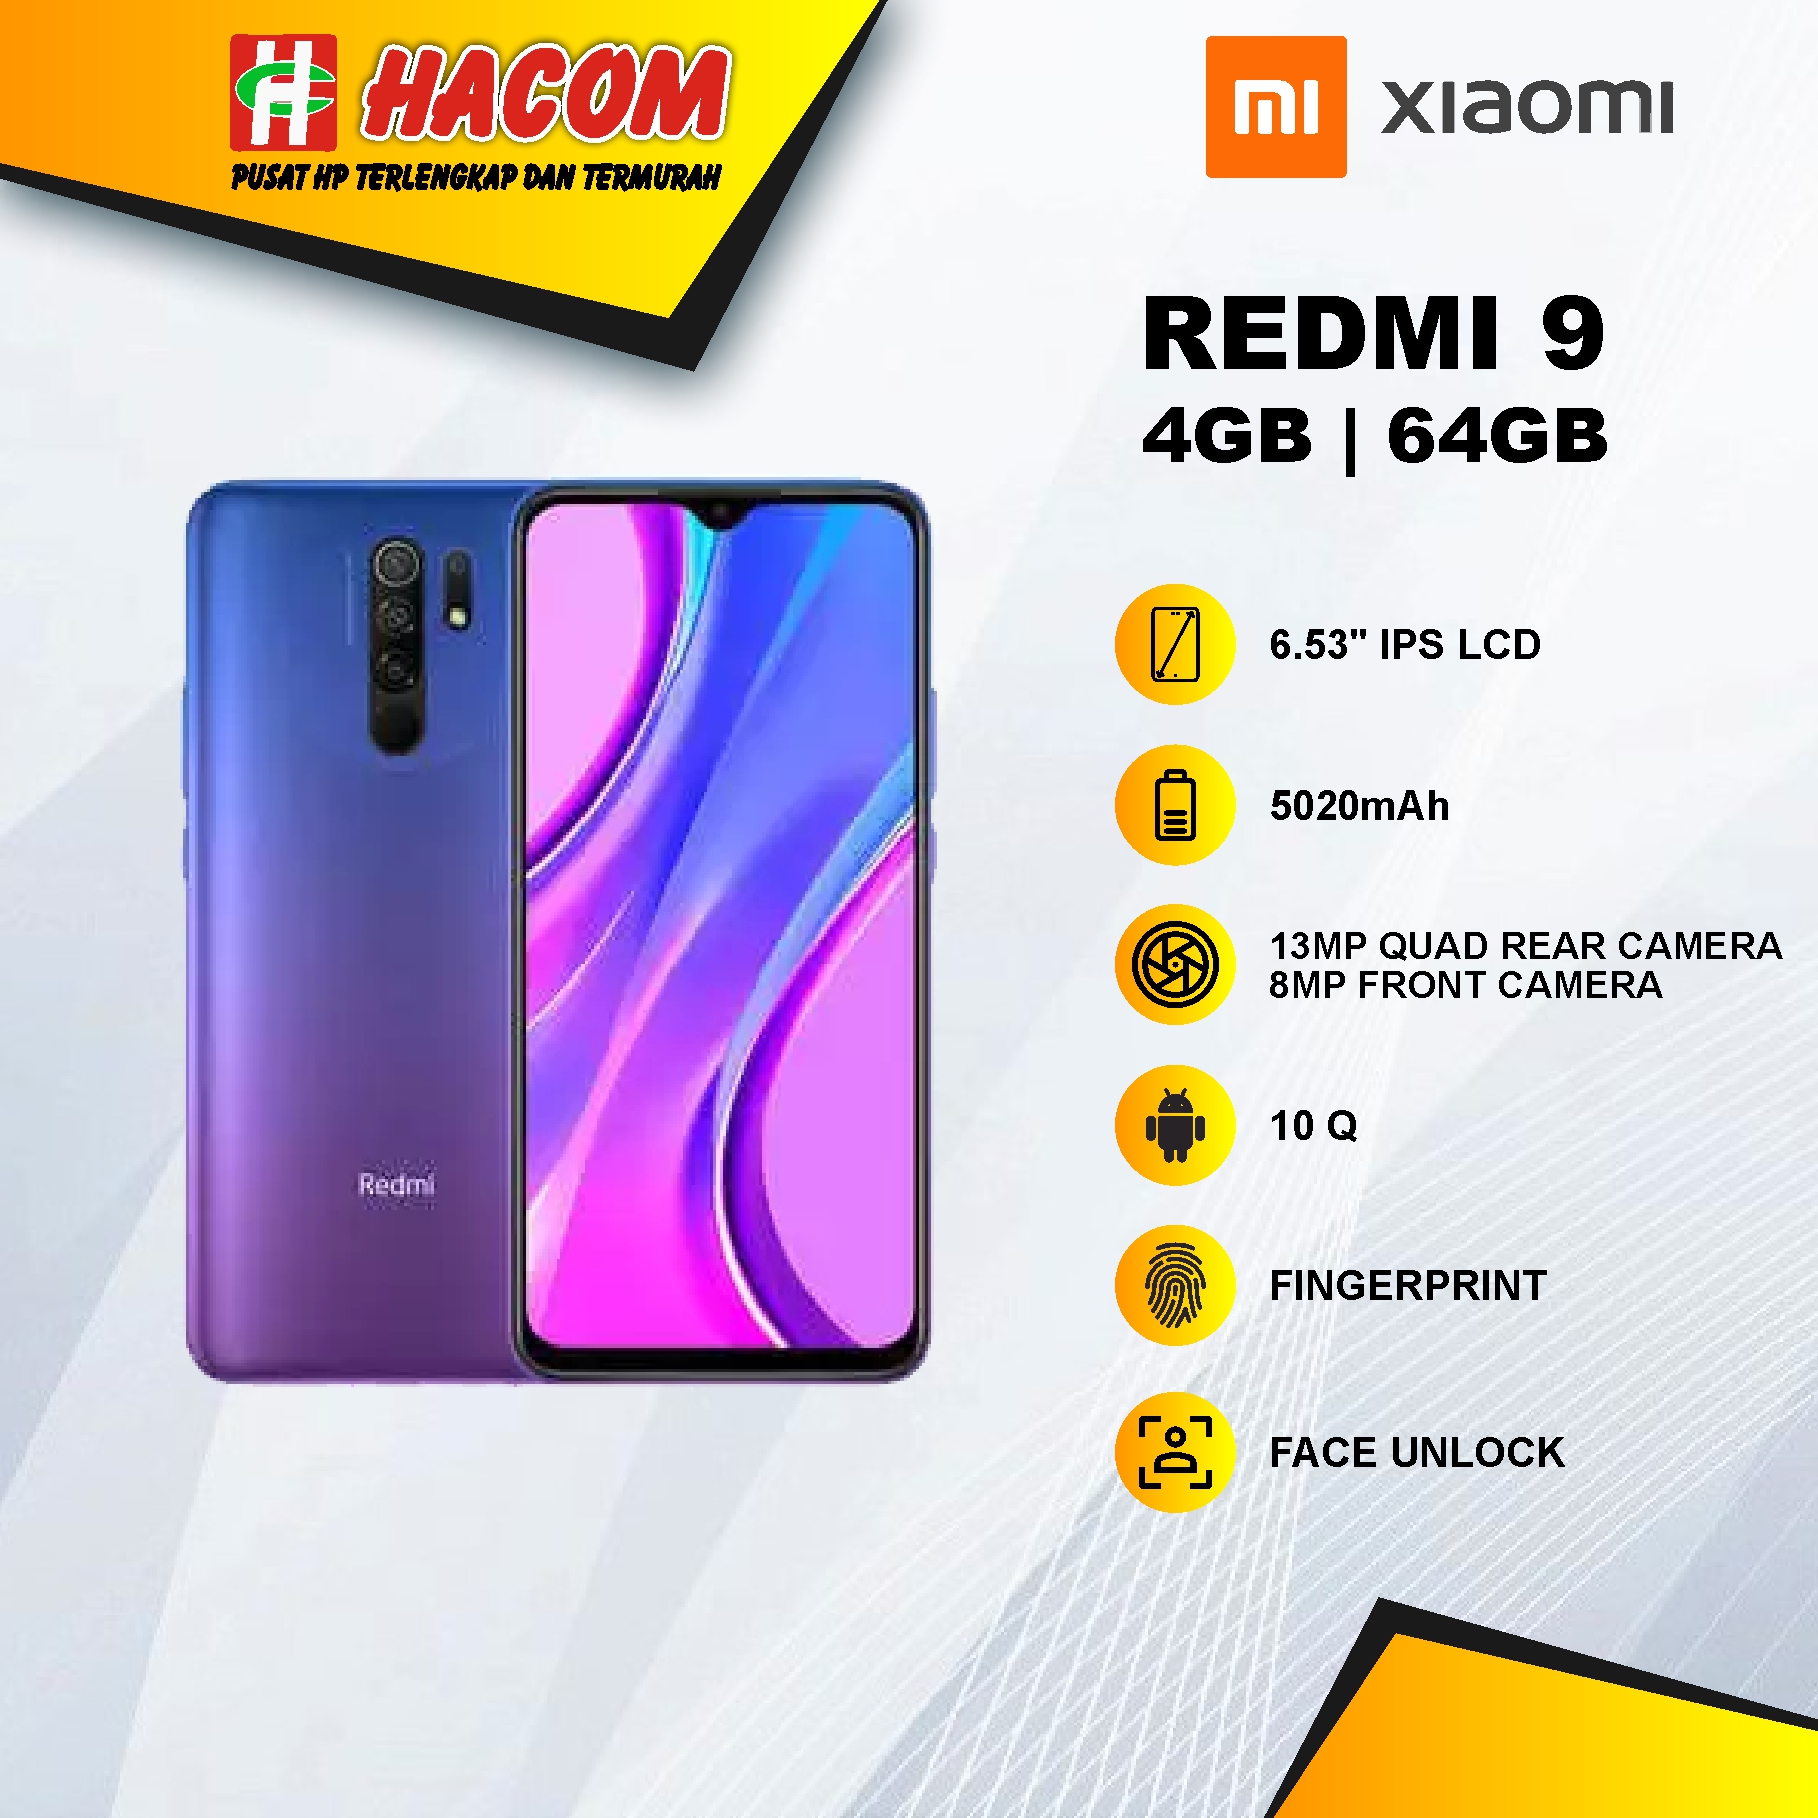 HACOM
PUSAT HP TERLENGKAP DAN TERMURAH
mi xiaomi
REDMI 9
4GB | 64GB
6.53" IPS LCD
5020mAh
13MP QUAD REAR CAMERA
8MP FRONT CAMERA
10 Q
FINGERPRINT
FACE UNLOCK
Redmi